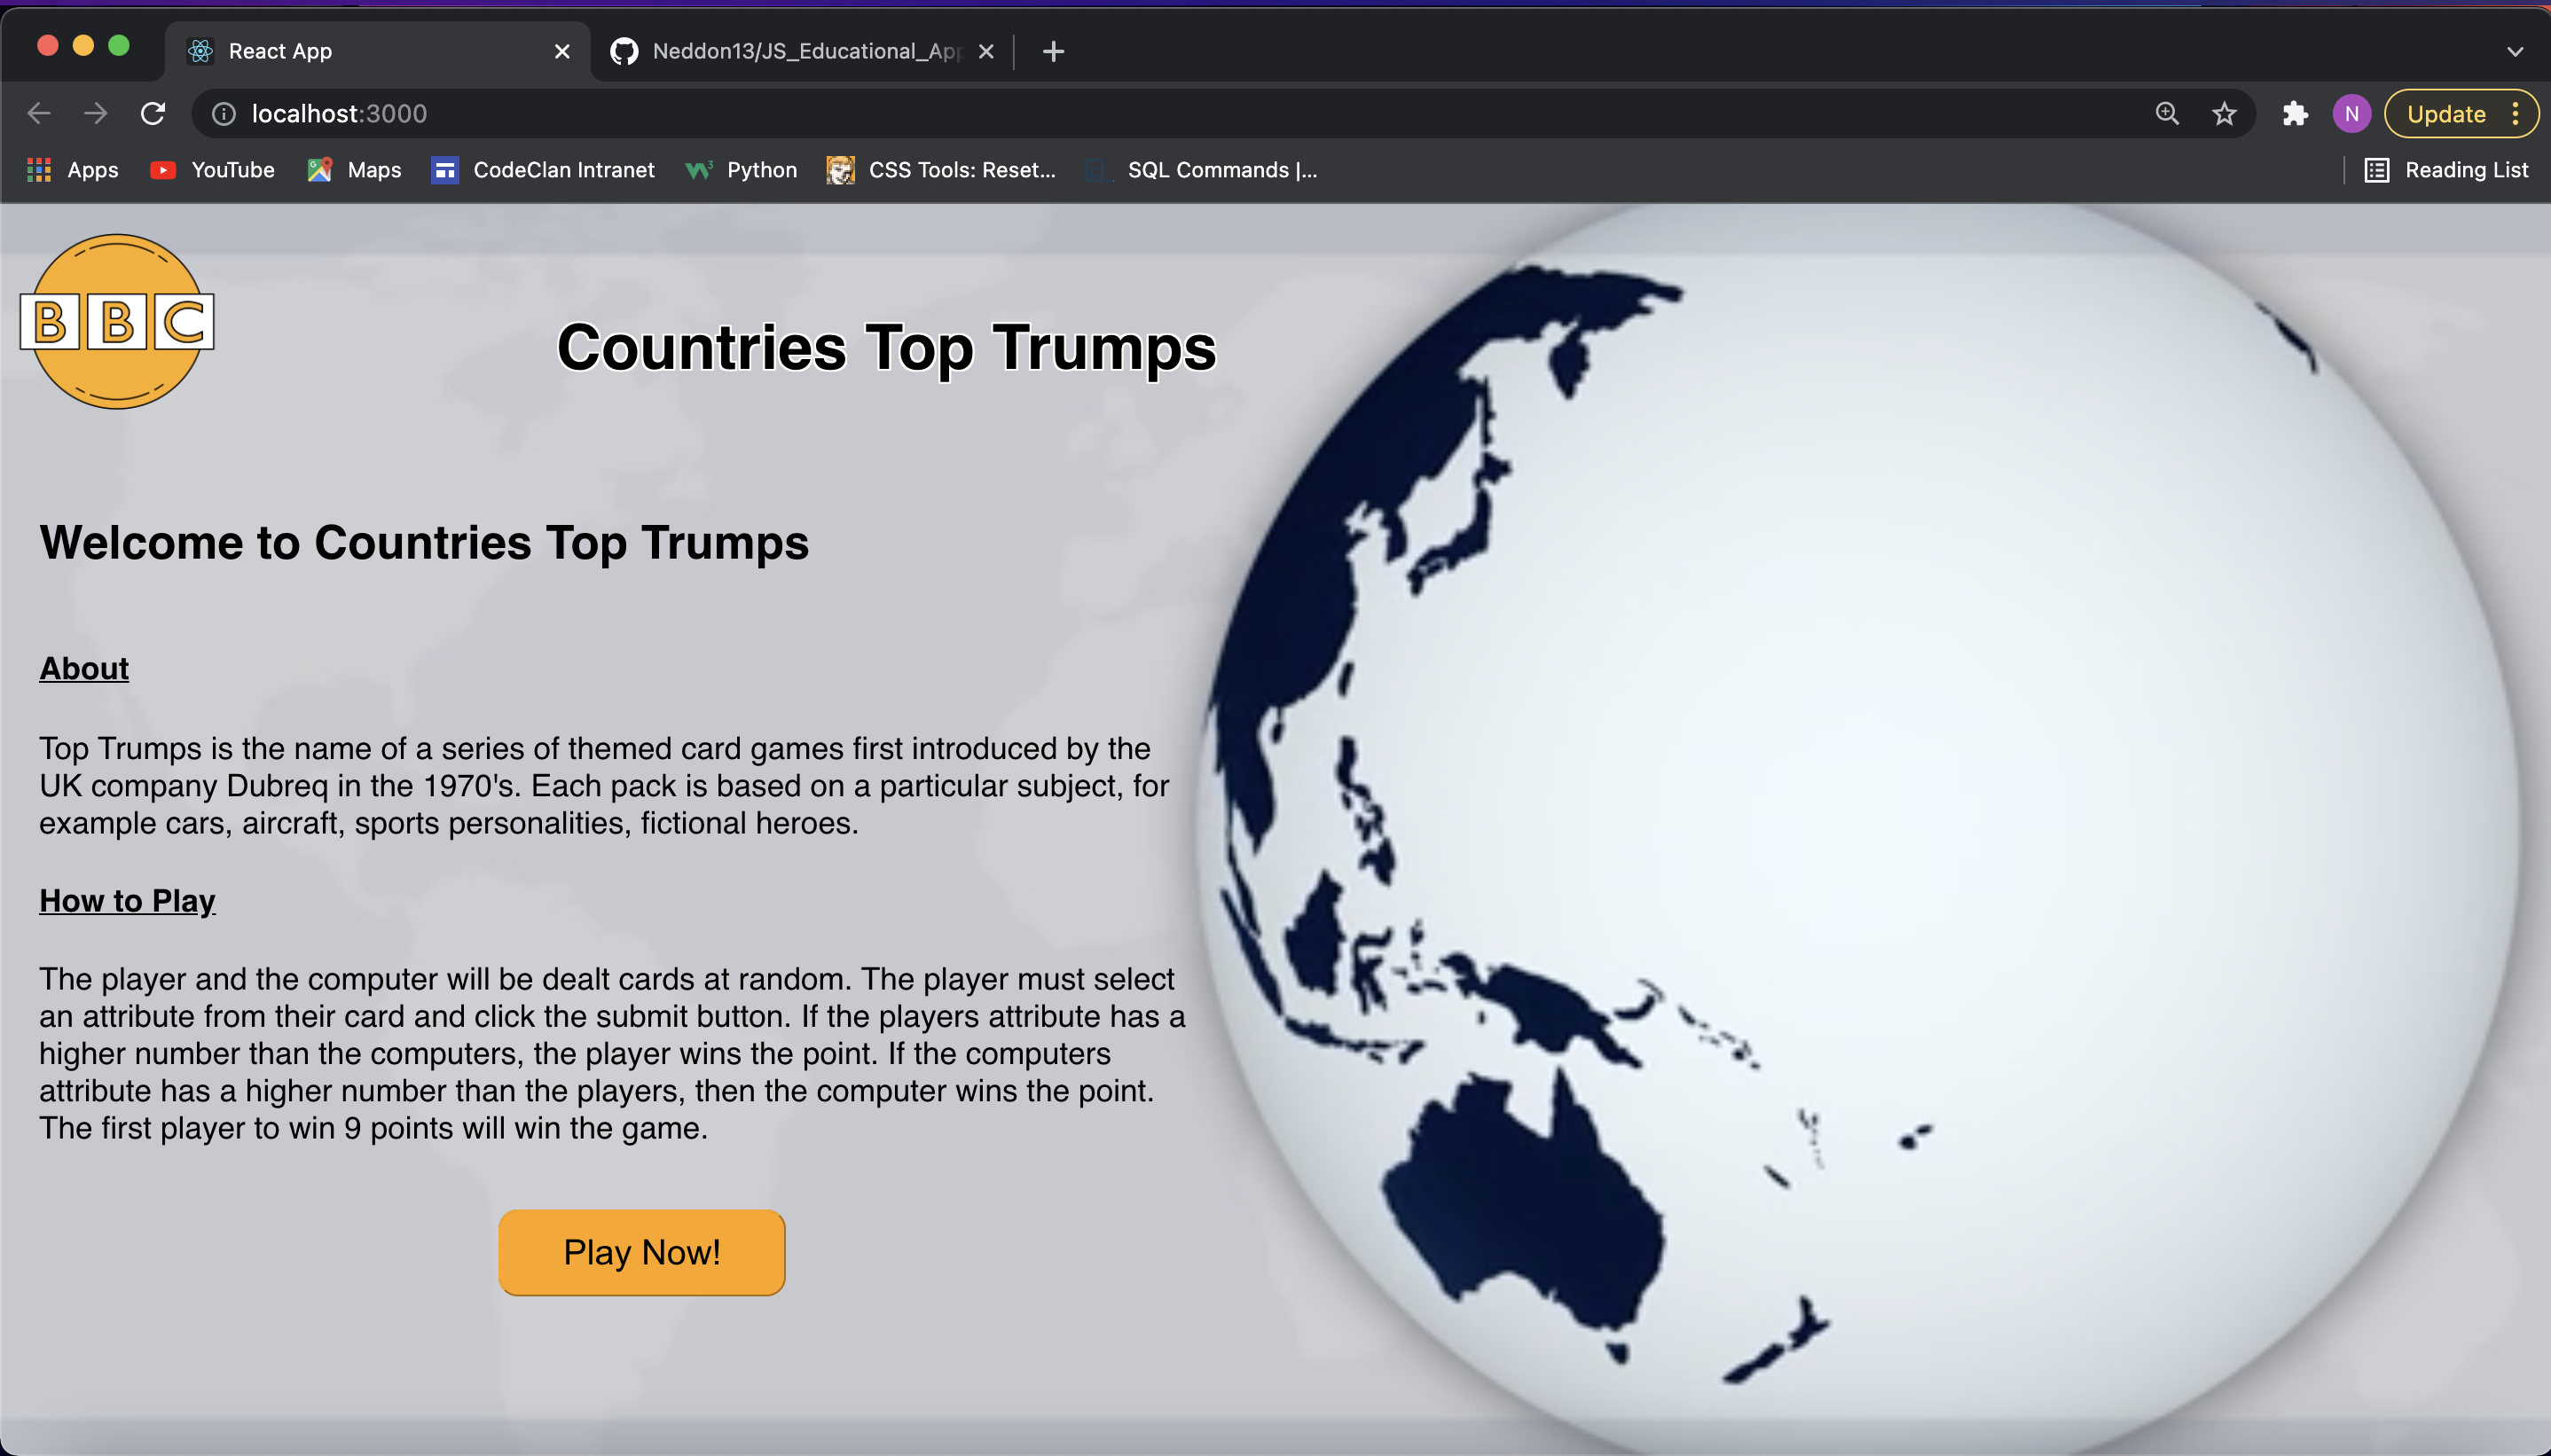 React App
Neddon13/JS_Educational_App
localhost:3000
N
Update
Apps
YouTube
Maps
CodeClan Intranet
Python
CSS Tools: Reset...
SQL Commands |...
Reading List
BBC
Countries Top Trumps
Welcome to Countries Top Trumps
About
Top Trumps is the name of a series of themed card games first introduced by the
UK company Dubreq in the 1970's. Each pack is based on a particular subject, for
example cars, aircraft, sports personalities, fictional heroes.
How to Play
The player and the computer will be dealt cards at random. The player must select
an attribute from their card and click the submit button. If the players attribute has a
higher number than the computers, the player wins the point. If the computers
attribute has a higher number than the players, then the computer wins the point.
The first player to win 9 points will win the game.
Play Now!